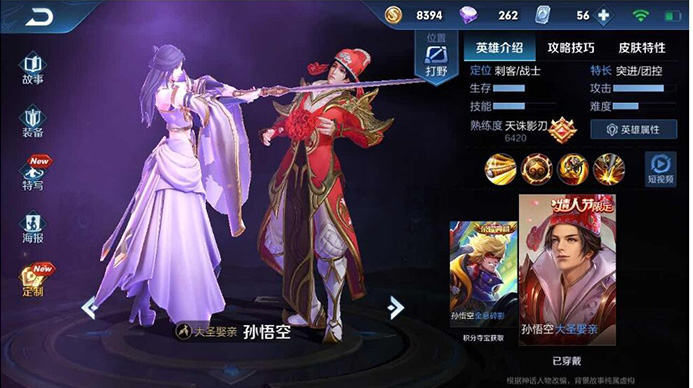 8394
262
56
故事
装备
New
特写
海报
New
定制
位置
打野
英雄介绍
攻略技巧
皮肤特性
定位 刺客/战士
特长 突进/团控
生存
攻击
技能
难度
熟练度 天诛影刃
6420
英雄属性
短视频
荣耀典藏
孙悟空全息碎影
积分夺宝获取
情人节限定
孙悟空大圣娶亲
已穿戴
大圣娶亲 孙悟空
根据神话人物改编，背景故事纯属虚构